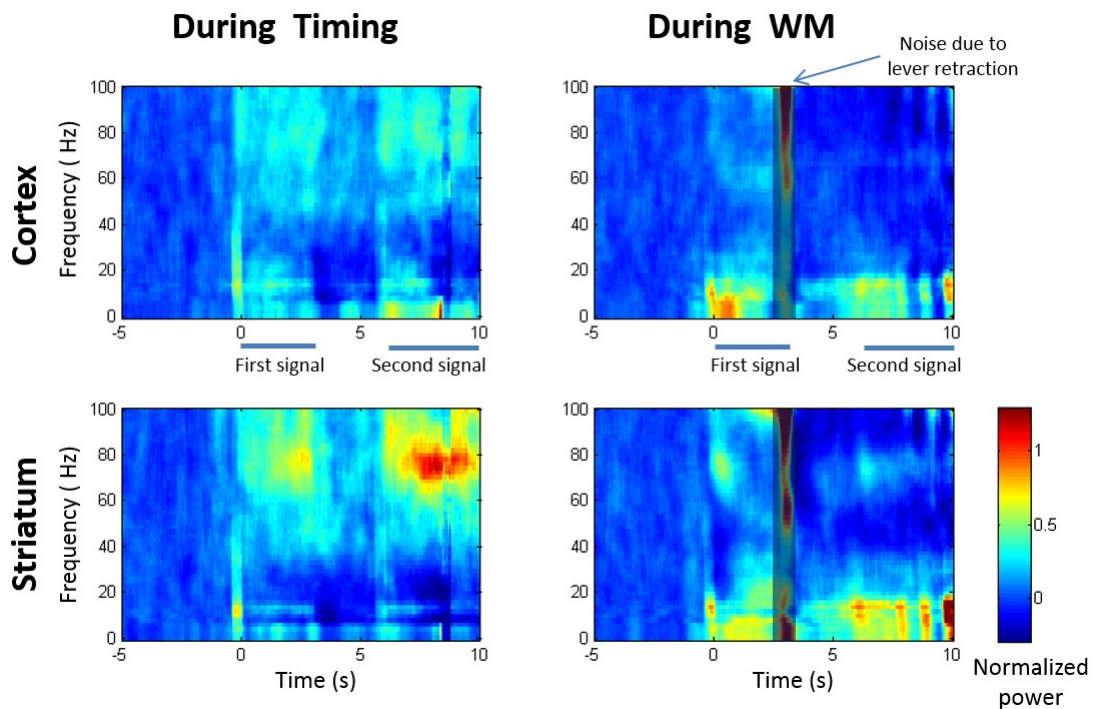 During Timing
During WM
Noise due to
lever retraction
Cortex
Frequency ( Hz)
100
80
60
40
20
0
-5
0
5
10
First signal
Second signal
100
80
60
40
20
0
-5
0
5
10
First signal
Second signal
Striatum
Frequency ( Hz)
100
80
60
40
20
0
-5
0
5
10
Time (s)
100
80
60
40
20
0
-5
0
5
10
Time (s)
1
0.5
0
Normalized
power